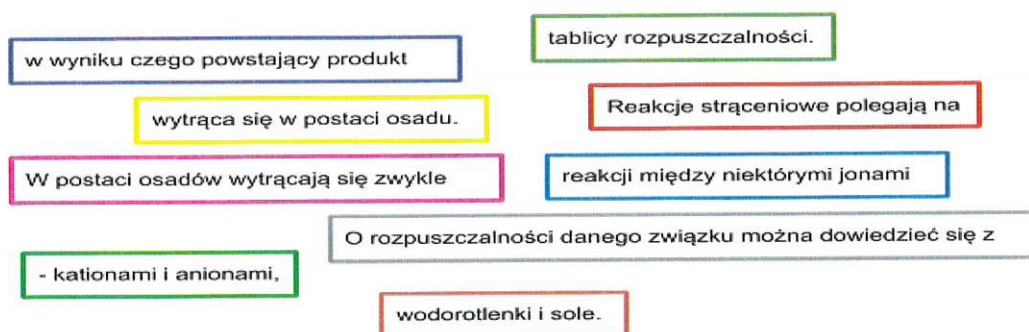 tablicy rozpuszczalności.
w wyniku czego powstający produkt
wytrąca się w postaci osadu.
Reakcje strąceniowe polegają na
W postaci osadów wytrącają się zwykle
reakcji między niektórymi jonami
O rozpuszczalności danego związku można dowiedzieć się z
- kationami i anionami,
wodorotlenki i sole.